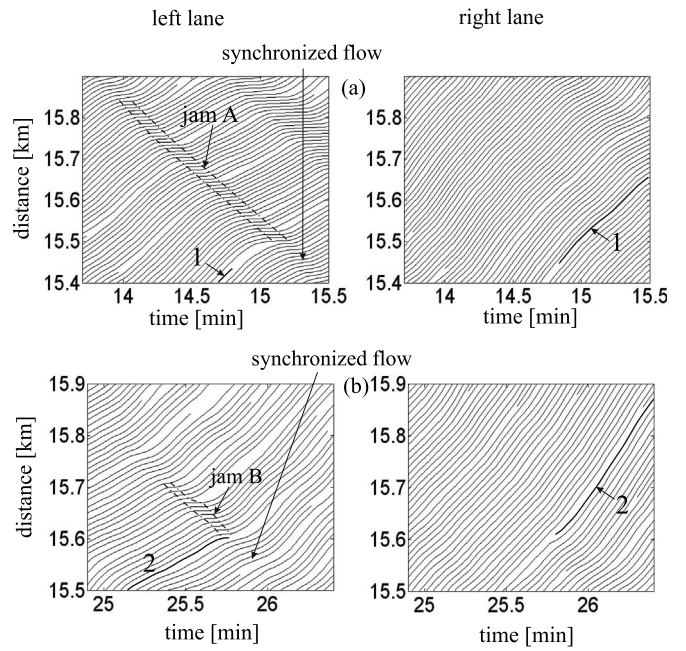 left lane
right lane
synchronized flow
(a)
15.8
15.7
15.6
15.5
15.4
distance [km]
jam A
1
14
14.5
15
15.5
time [min]
15.8
15.7
15.6
15.5
15.4
1
14
14.5
15
15.5
time [min]
synchronized flow
(b)
15.9
15.8
15.7
15.6
15.5
distance [km]
jam B
2
25
25.5
26
time [min]
15.9
15.8
15.7
15.6
15.5
2
25
25.5
26
time [min]